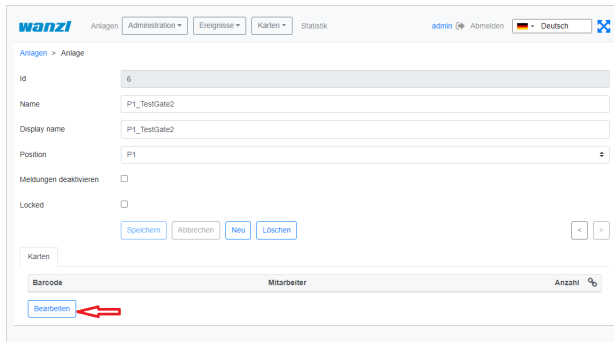 wanzl Anlagen Administration Ereignisse Karten Statistik admin Abmelden Deutsch
Anlagen > Anlage
Id 6
Name P1_TestGate2
Display name P1_TestGate2
Position P1
Meldungen deaktivieren
Locked
Speichern Abbrechen Neu Löschen < >
Karten
Barcode Mitarbeiter Anzahl
Bearbeiten